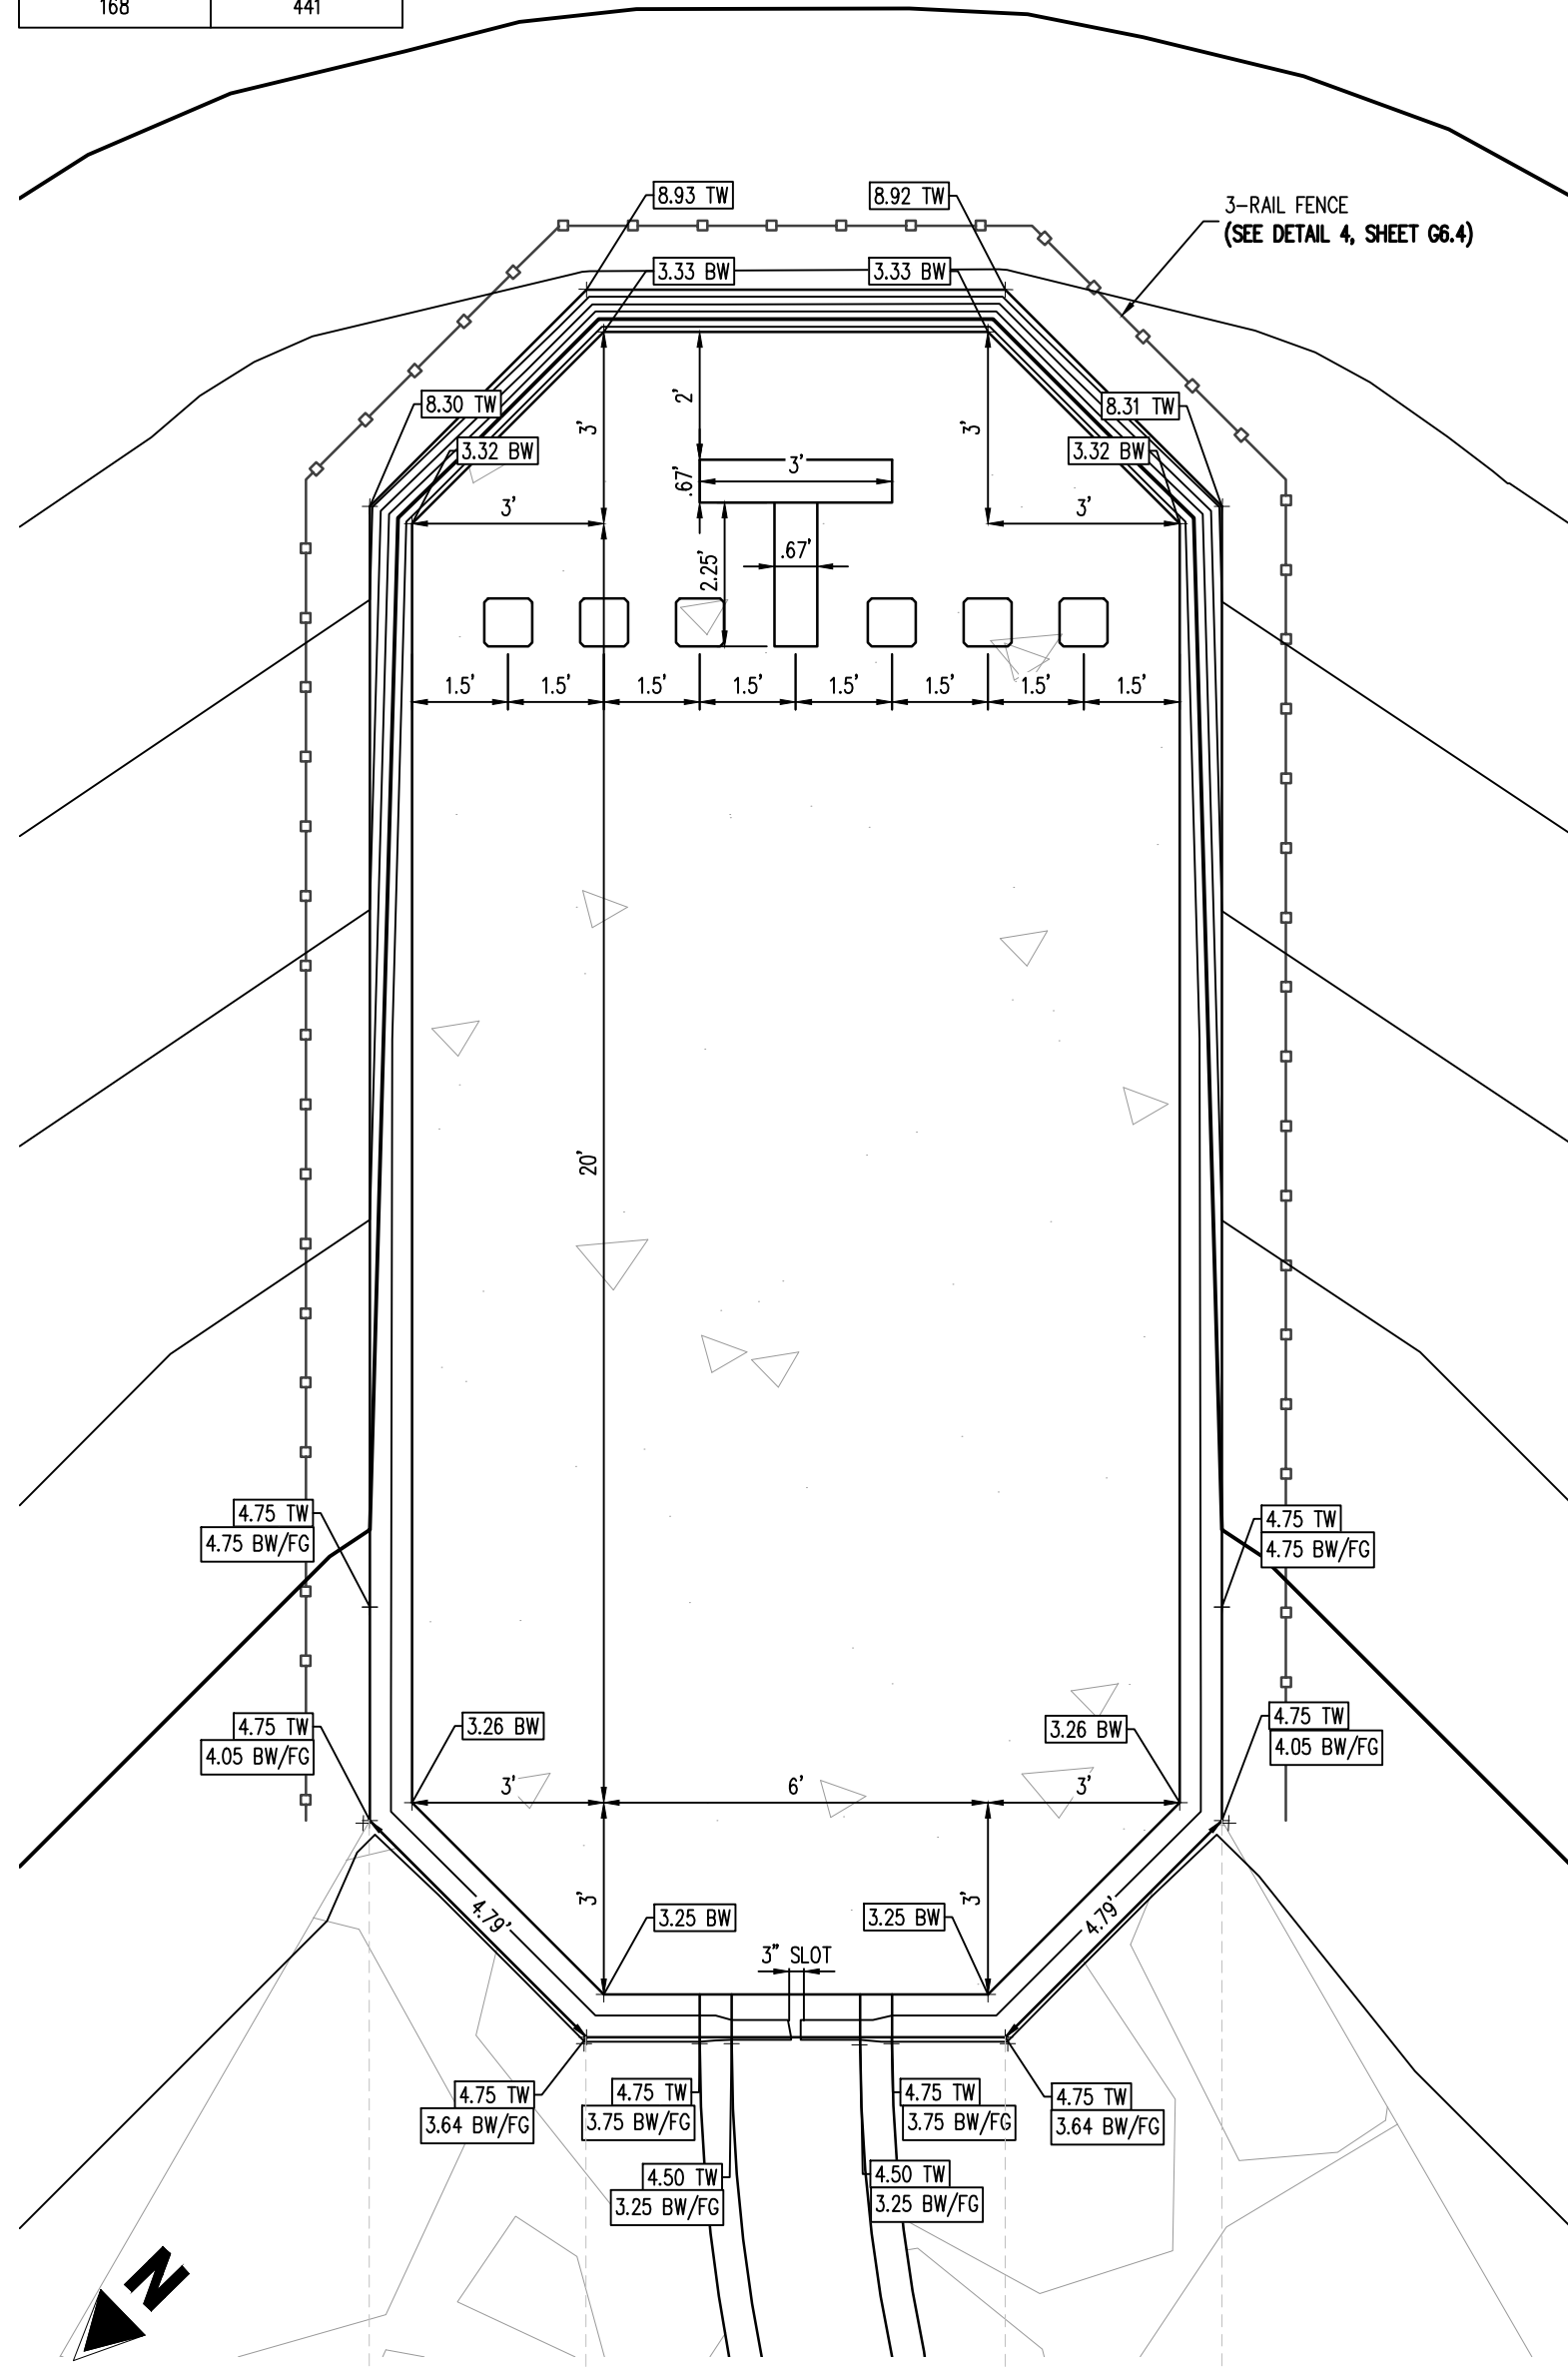 168 441
8.93 TW
8.92 TW
3-RAIL FENCE
(SEE DETAIL 4, SHEET G6.4)
3.33 BW
3.33 BW
8.30 TW
8.31 TW
3.32 BW
3.32 BW
3'
2'
3'
.67'
3'
3'
3'
2.25'
.67'
1.5' 1.5' 1.5' 1.5' 1.5' 1.5' 1.5' 1.5'
20'
4.75 TW
4.75 BW/FG
4.75 TW
4.75 BW/FG
4.75 TW
4.05 BW/FG
3.26 BW
3.26 BW
4.75 TW
4.05 BW/FG
3' 6' 3'
3'
3'
4.79'
4.79'
3.25 BW
3.25 BW
3" SLOT
4.75 TW
3.64 BW/FG
4.75 TW
3.75 BW/FG
4.75 TW
3.75 BW/FG
4.75 TW
3.64 BW/FG
4.50 TW
3.25 BW/FG
4.50 TW
3.25 BW/FG
N